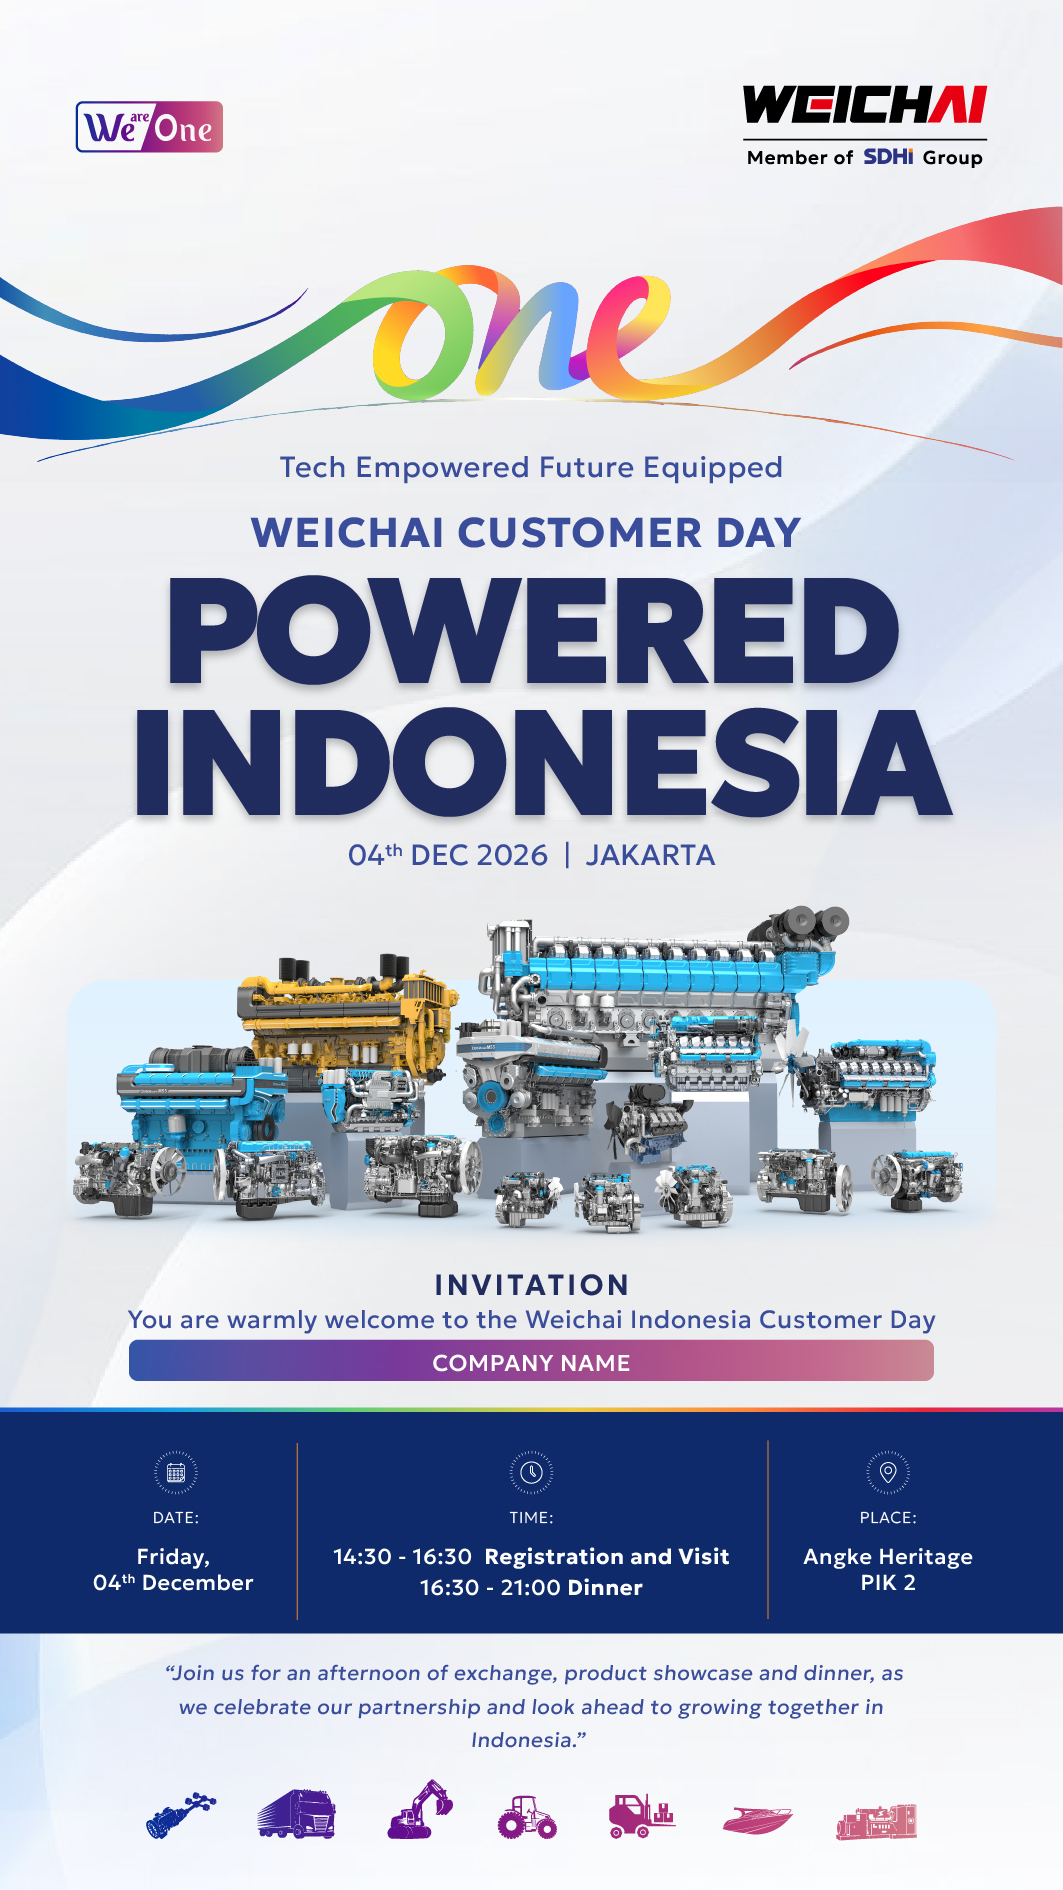 We are One
WEICHAI
Member of SDHi Group
one
Tech Empowered Future Equipped
WEICHAI CUSTOMER DAY
POWERED
INDONESIA
04th DEC 2026 | JAKARTA
INVITATION
You are warmly welcome to the Weichai Indonesia Customer Day
COMPANY NAME
DATE:
Friday,
04th December
TIME:
14:30 - 16:30 Registration and Visit
16:30 - 21:00 Dinner
PLACE:
Angke Heritage
PIK 2
“Join us for an afternoon of exchange, product showcase and dinner, as
we celebrate our partnership and look ahead to growing together in
Indonesia.”